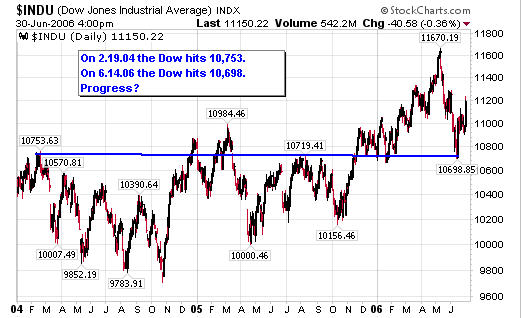 $INDU (Dow Jones Industrial Average) INDX
© StockCharts.com
30-Jun-2006 4:00pm
Last 11150.22 Volume 542.2M Chg -40.58 (-0.36%)
$INDU (Daily) 11150.22
On 2.19.04 the Dow hits 10,753.
On 6.14.06 the Dow hits 10,698.
Progress?
11670.19
10984.46
10753.63
10719.41
10570.81
10698.85
10390.64
10156.46
10007.49
10000.46
9852.19
9783.91
11800
11600
11400
11200
11000
10800
10600
10400
10200
10000
9800
9600
04 F M A M J J A S O N D 05 F M A M J J A S O N D 06 F M A M J